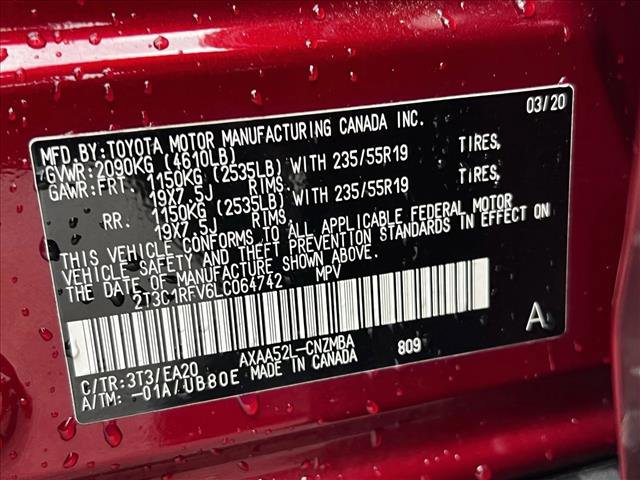 03/20
MFD.BY:TOYOTA MOTOR MANUFACTURING CANADA INC.
GVWR:2090KG (4610LB)
GAWR:FRT. 1150KG (2535LB) WITH 235/55R19 TIRES,
19X7.5J RIMS.
RR. 1150KG (2535LB) WITH 235/55R19 TIRES,
19X7.5J RIMS.
THIS VEHICLE CONFORMS TO ALL APPLICABLE FEDERAL MOTOR
VEHICLE SAFETY AND THEFT PREVENTION STANDARDS IN EFFECT ON
THE DATE OF MANUFACTURE SHOWN ABOVE.
2T3C1RFV6LC064742 MPV
A
C/TR:3T3/EA20 AXAA52L-CNZMBA 809
A/TM:-01A/UB80E MADE IN CANADA